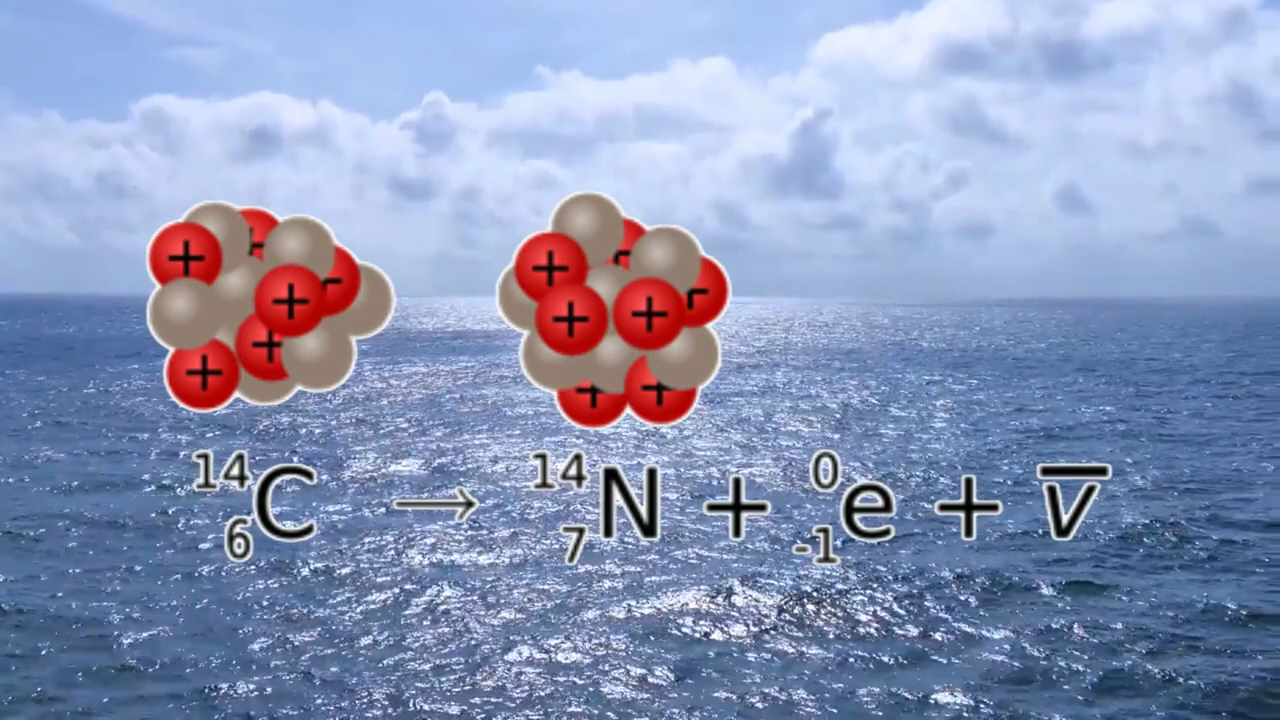 + + + + + +
+ + + + + + +
¹⁴₆C → ¹⁴₇N + ⁰₋₁e + ν̅